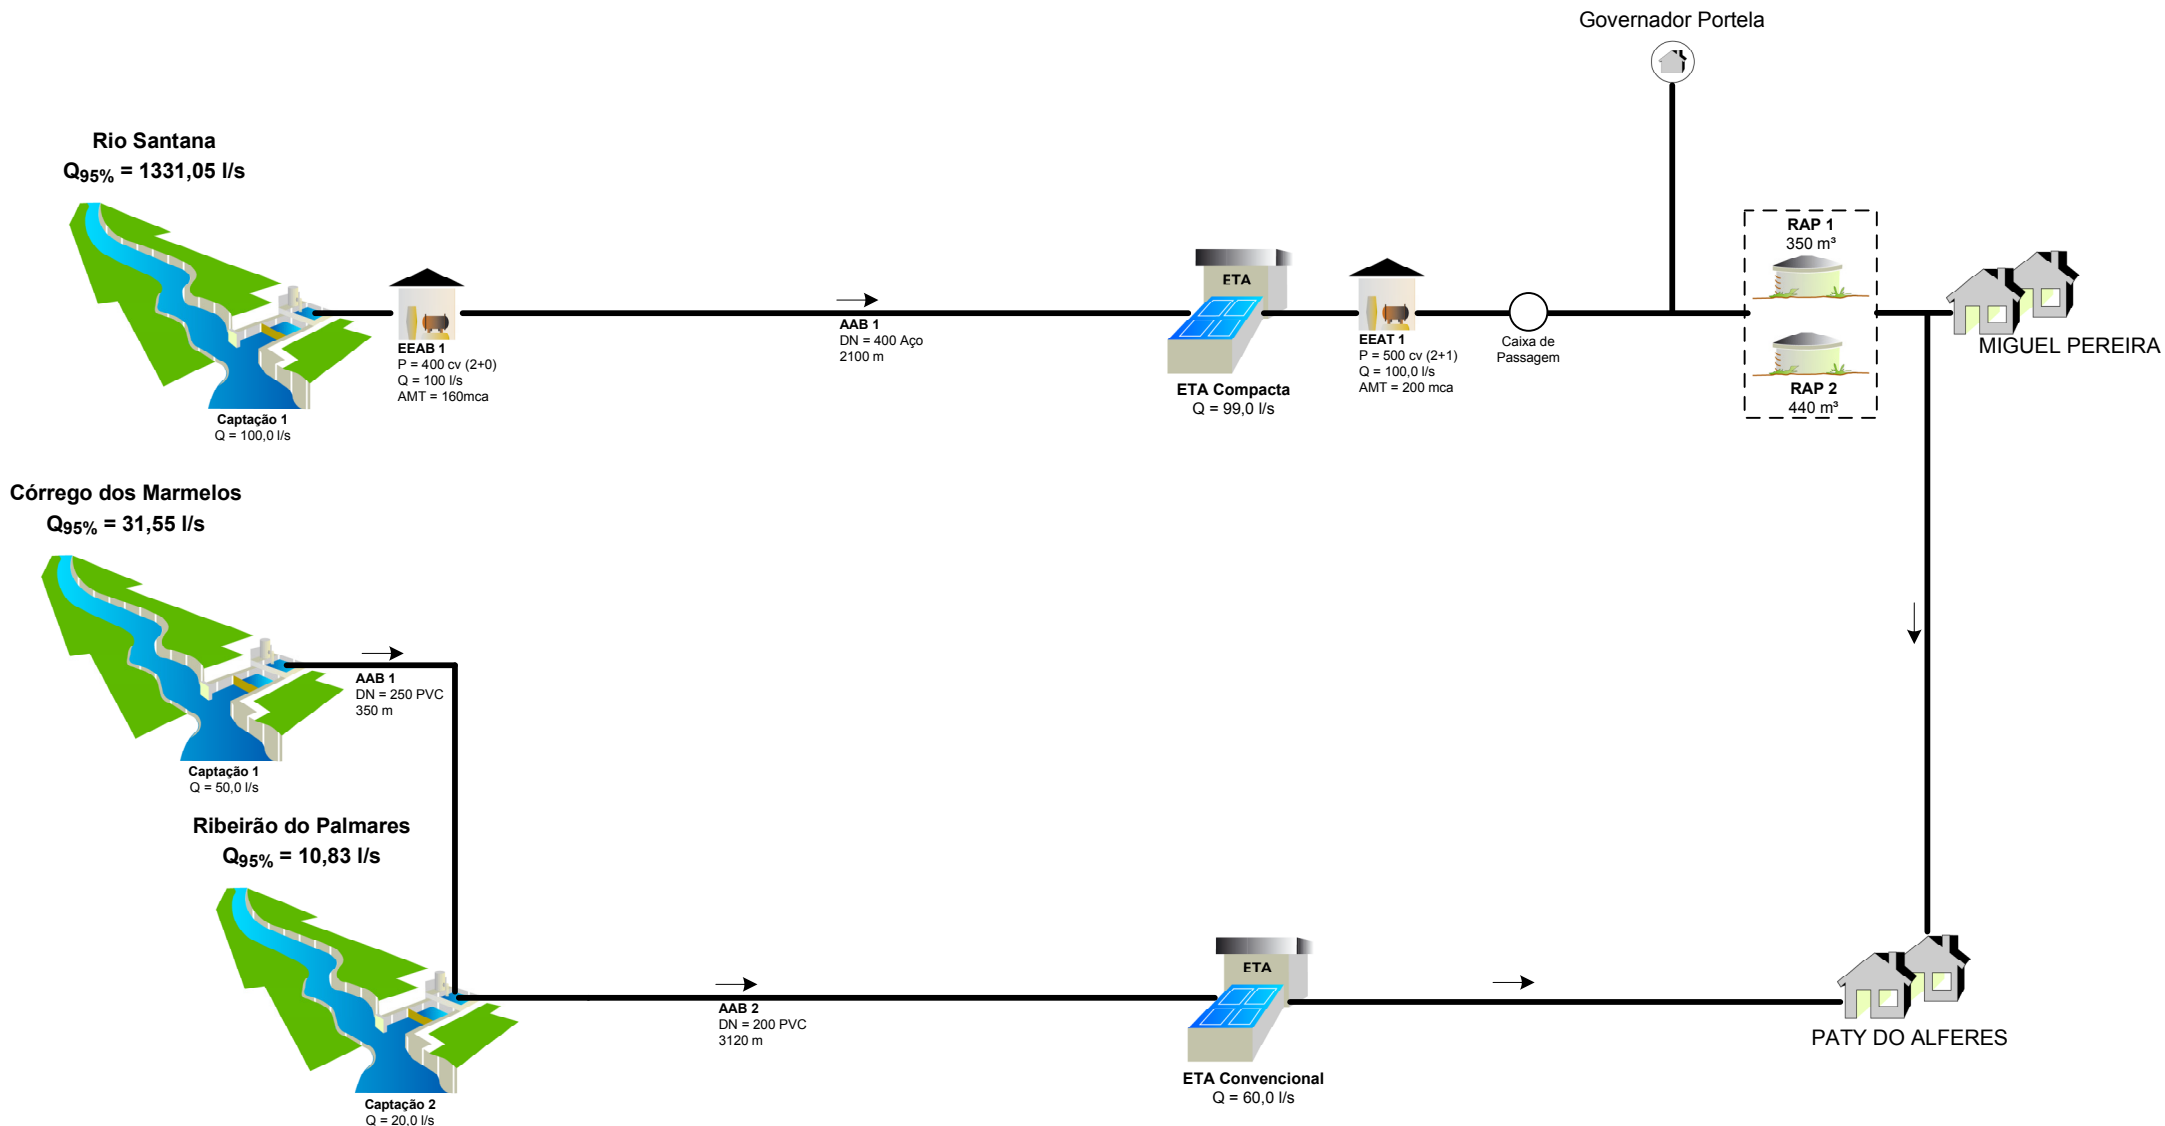 Governador Portela
Rio Santana
Q95% = 1331,05 l/s
RAP 1
350 m³
ETA
AAB 1
DN = 400 Aço
2100 m
EEAB 1
P = 400 cv (2+0)
Q = 100 l/s
AMT = 160mca
EEAT 1
P = 500 cv (2+1)
Q = 100,0 l/s
AMT = 200 mca
Caixa de
Passagem
MIGUEL PEREIRA
ETA Compacta
Q = 99,0 l/s
RAP 2
440 m³
Captação 1
Q = 100,0 l/s
Córrego dos Marmelos
Q95% = 31,55 l/s
AAB 1
DN = 250 PVC
350 m
Captação 1
Q = 50,0 l/s
Ribeirão do Palmares
Q95% = 10,83 l/s
ETA
AAB 2
DN = 200 PVC
3120 m
PATY DO ALFERES
ETA Convencional
Q = 60,0 l/s
Captação 2
Q = 20,0 l/s